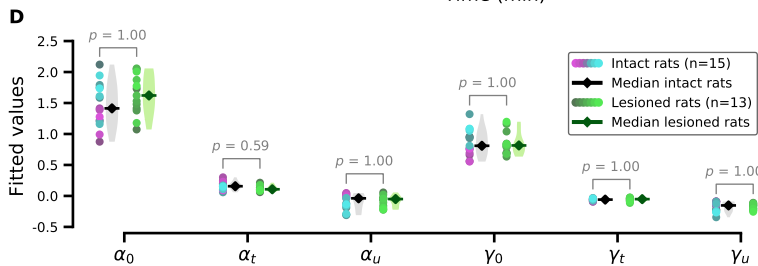 Time (min)
D
p = 1.00
2.5
2.0
1.5
1.0
0.5
0.0
-0.5
Fitted values
p = 0.59
p = 1.00
p = 1.00
p = 1.00
p = 1.00
Intact rats (n=15)
Median intact rats
Lesioned rats (n=13)
Median lesioned rats
α0
αt
αu
γ0
γt
γu